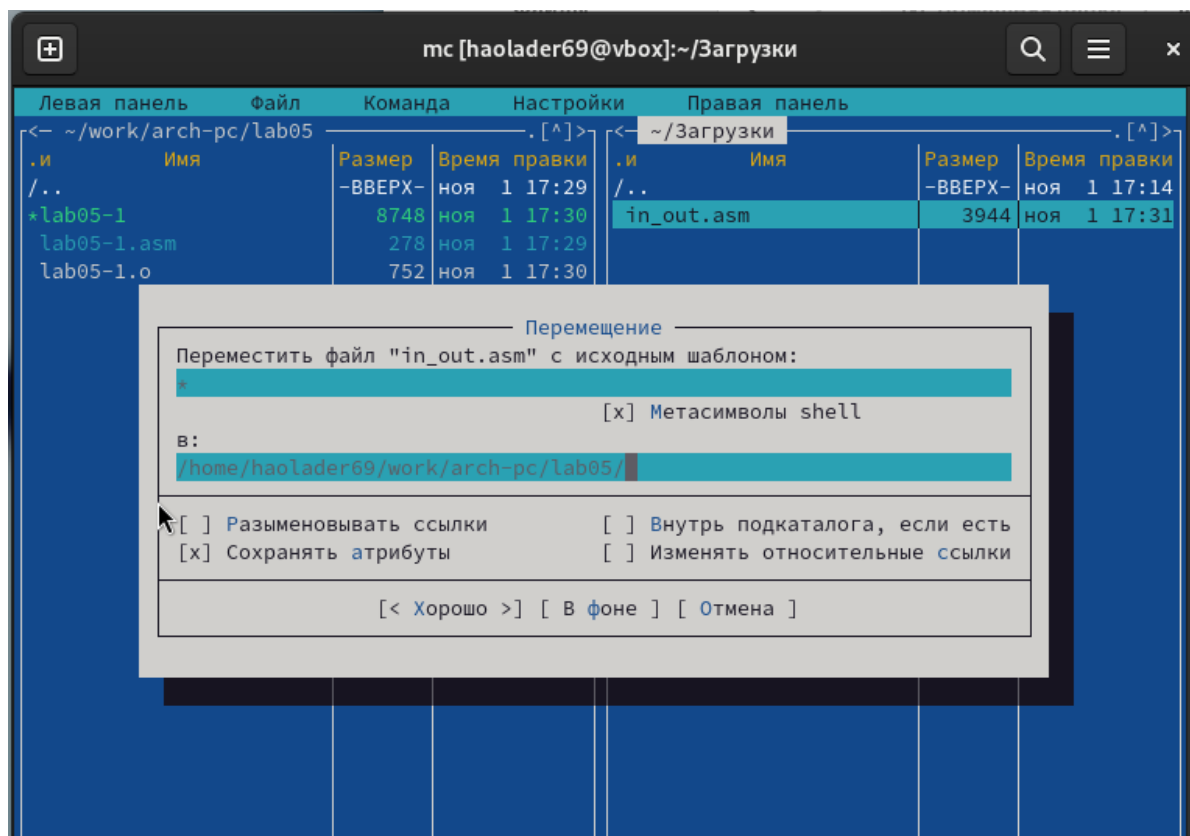 mc [haolader69@vbox]:~/Загрузки
Левая панель Файл Команда Настройки Правая панель
<— ~/work/arch-pc/lab05 .[^]> <— ~/Загрузки .[^]>
.и Имя Размер Время правки .и Имя Размер Время правки
/.. -ВВЕРХ- ноя 1 17:29 /.. -ВВЕРХ- ноя 1 17:14
*lab05-1 8748 ноя 1 17:30 in_out.asm 3944 ноя 1 17:31
lab05-1.asm 278 ноя 1 17:29
lab05-1.o 752 ноя 1 17:30
Перемещение
Переместить файл "in_out.asm" с исходным шаблоном:
*
[x] Метасимволы shell
в:
/home/haolader69/work/arch-pc/lab05/
[ ] Разыменовывать ссылки [ ] Внутрь подкаталога, если есть
[x] Сохранять атрибуты [ ] Изменять относительные ссылки
[< Хорошо >] [ В фоне ] [ Отмена ]